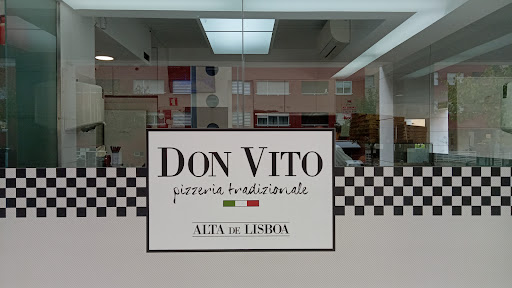 DON VITO
pizzeria tradizionale
ALTA DE LISBOA